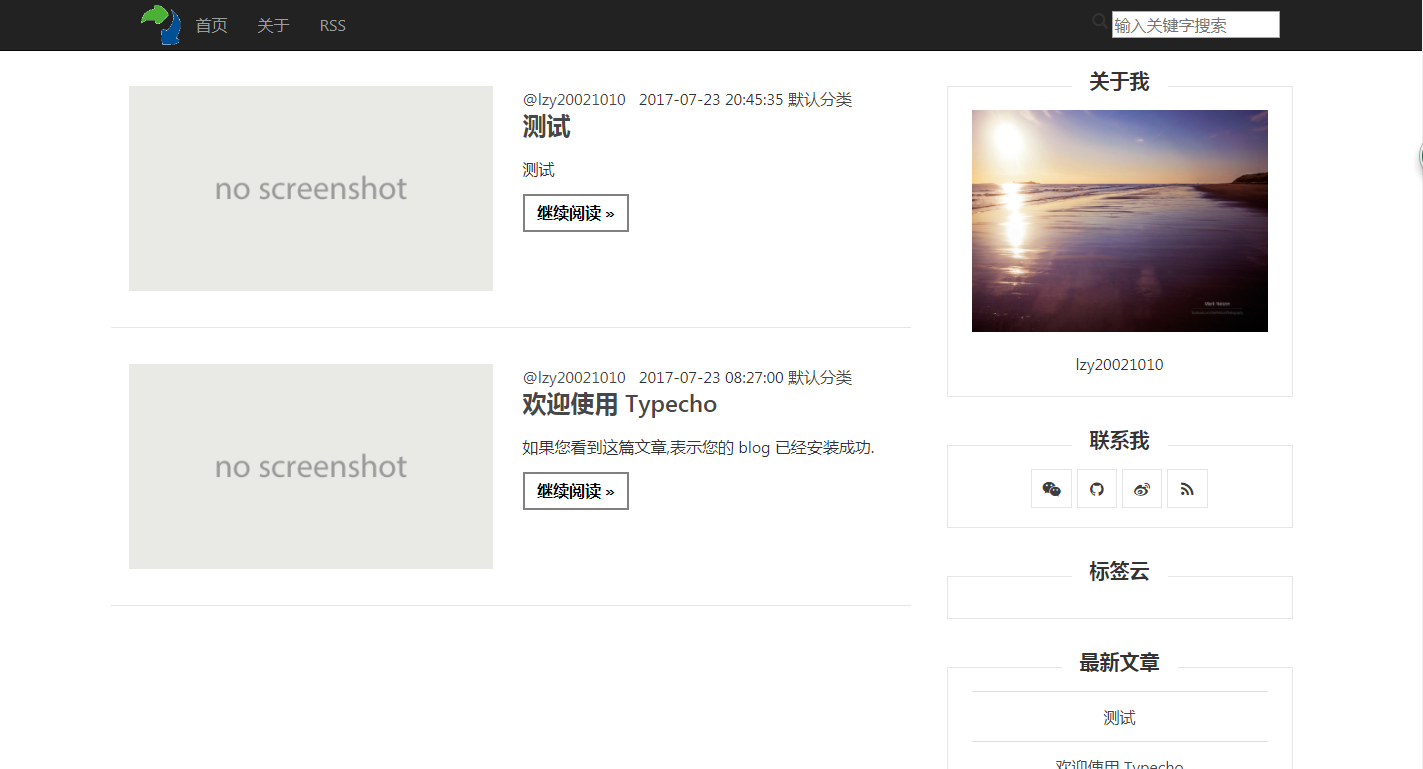 首页 关于 RSS
输入关键字搜索
no screenshot
@lzy20021010 2017-07-23 20:45:35 默认分类
测试
测试
继续阅读 »
no screenshot
@lzy20021010 2017-07-23 08:27:00 默认分类
欢迎使用 Typecho
如果您看到这篇文章,表示您的 blog 已经安装成功.
继续阅读 »
关于我
lzy20021010
联系我
标签云
最新文章
测试
欢迎使用 Typecho